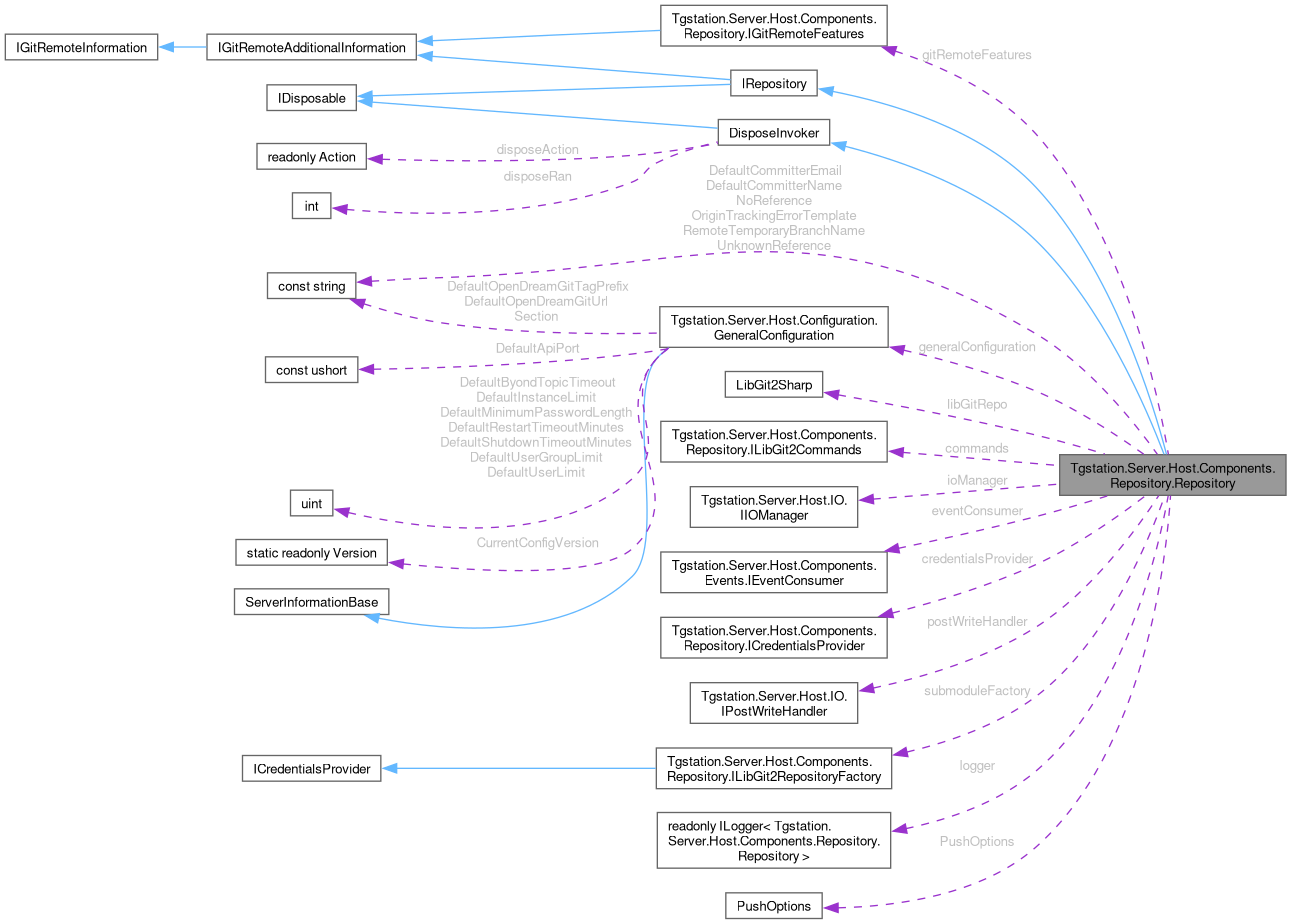 Tgstation.Server.Host.Components.
Repository.IGitRemoteFeatures
IGitRemoteInformation
IGitRemoteAdditionalInformation
gitRemoteFeatures
IRepository
IDisposable
DisposeInvoker
disposeAction
readonly Action
disposeRan
int
DefaultCommitterEmail
DefaultCommitterName
NoReference
OriginTrackingErrorTemplate
RemoteTemporaryBranchName
UnknownReference
const string
DefaultOpenDreamGitTagPrefix
DefaultOpenDreamGitUrl
Section
Tgstation.Server.Host.Configuration.
GeneralConfiguration
generalConfiguration
DefaultApiPort
const ushort
DefaultByondTopicTimeout
DefaultInstanceLimit
DefaultMinimumPasswordLength
DefaultRestartTimeoutMinutes
DefaultShutdownTimeoutMinutes
DefaultUserGroupLimit
DefaultUserLimit
LibGit2Sharp
libGitRepo
Tgstation.Server.Host.Components.
Repository.ILibGit2Commands
commands
Tgstation.Server.Host.Components.
Repository.Repository
ioManager
Tgstation.Server.Host.IO.
IIOManager
uint
eventConsumer
CurrentConfigVersion
static readonly Version
Tgstation.Server.Host.Components.
Events.IEventConsumer
credentialsProvider
ServerInformationBase
Tgstation.Server.Host.Components.
Repository.ICredentialsProvider
postWriteHandler
Tgstation.Server.Host.IO.
IPostWriteHandler
submoduleFactory
ICredentialsProvider
Tgstation.Server.Host.Components.
Repository.ILibGit2RepositoryFactory
logger
readonly ILogger< Tgstation.
Server.Host.Components.Repository.
Repository >
PushOptions
PushOptions